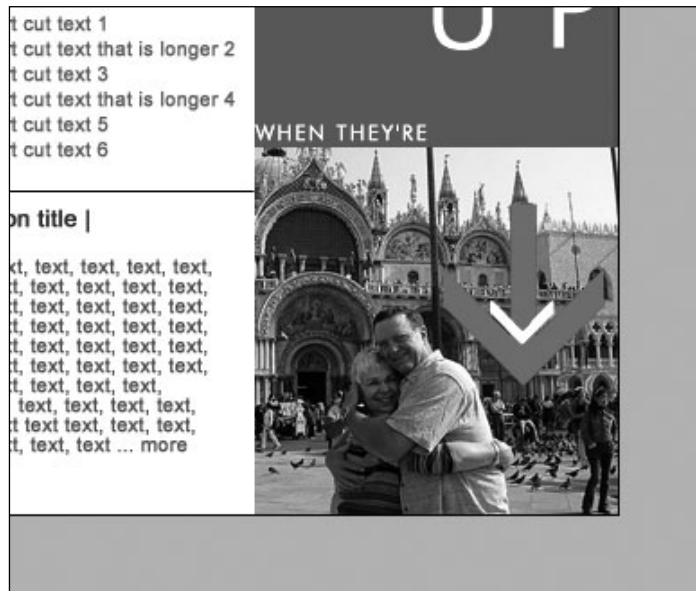 t cut text 1
t cut text that is longer 2
t cut text 3
t cut text that is longer 4
t cut text 5
t cut text 6
on title |
xt, text, text, text, text,
t, text, text, text, text,
t, text, text, text, text,
t, text, text, text, text,
t, text, text, text, text,
t, text, text, text, text,
t, text, text, text,
text, text, text, text,
t text text, text, text,
t, text, text ... more
U P
WHEN THEY'RE